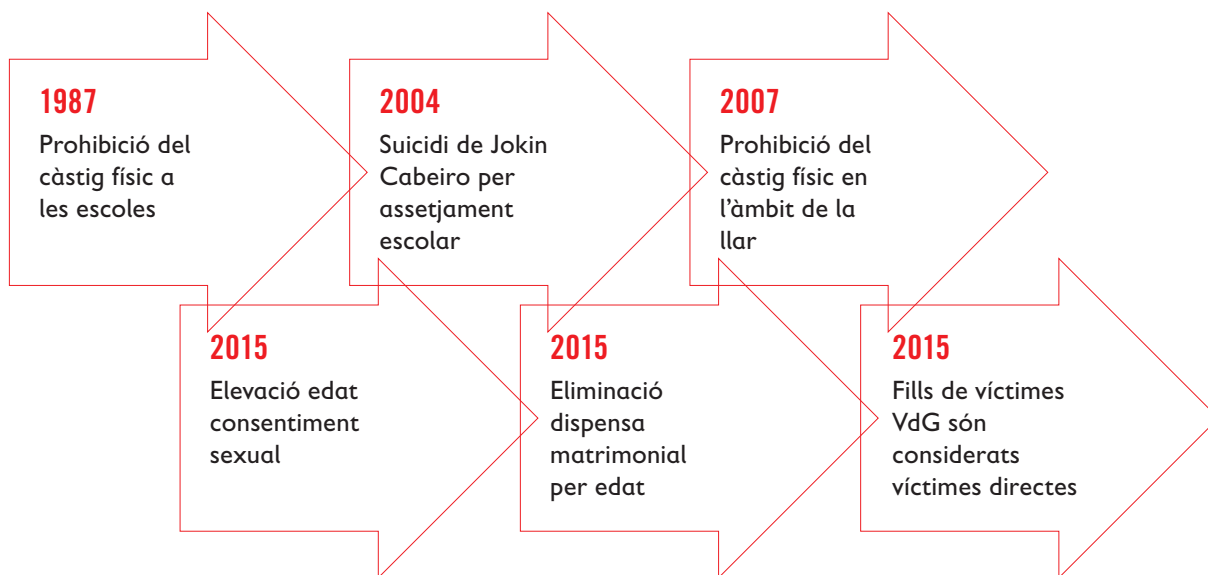 1987
Prohibició del
càstig físic a
les escoles
2004
Suicidi de Jokin
Cabeiro per
assetjament
escolar
2007
Prohibició del
càstig físic en
l’àmbit de la
llar
2015
Elevació edat
consentiment
sexual
2015
Eliminació
dispensa
matrimonial
per edat
2015
Fills de víctimes
VdG són
considerats
víctimes directes